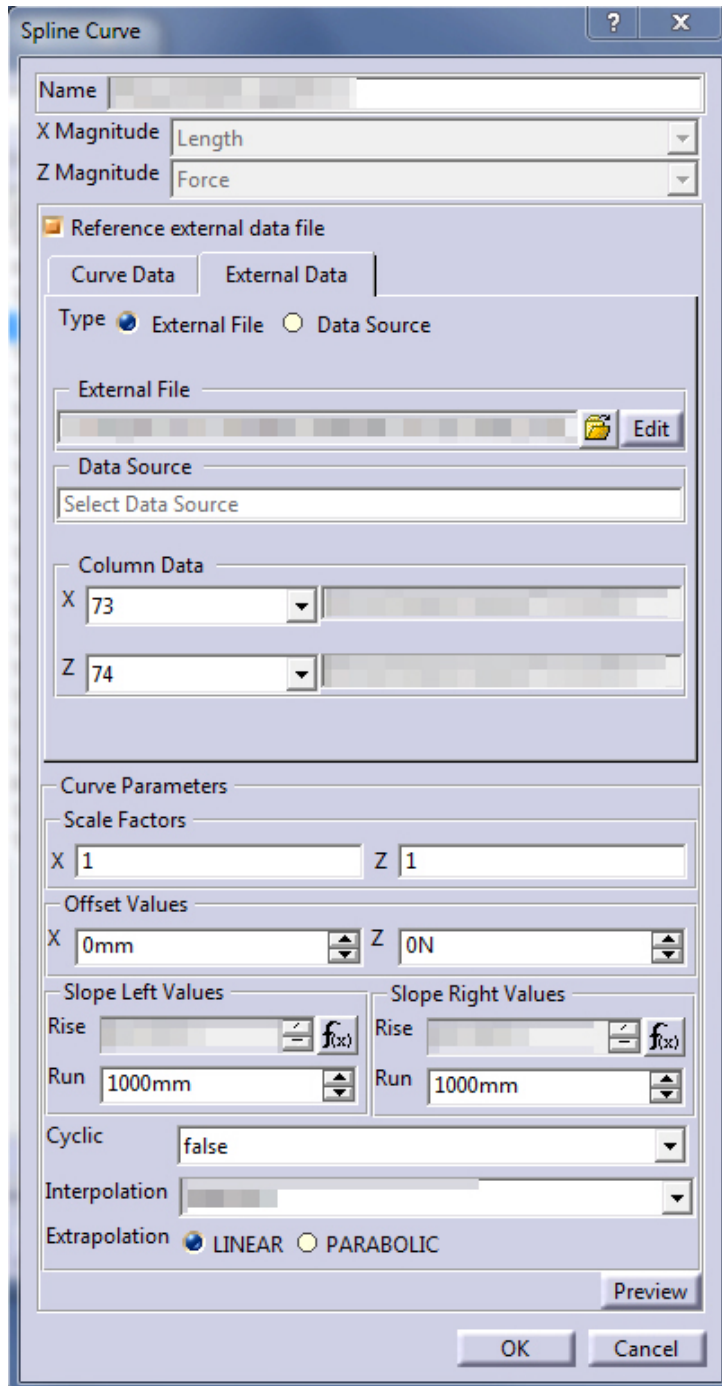 Spline Curve
?
X
Name
X Magnitude Length
Z Magnitude Force
Reference external data file
Curve Data External Data
Type External File Data Source
External File
Edit
Data Source
Select Data Source
Column Data
X 73
Z 74
Curve Parameters
Scale Factors
X 1 Z 1
Offset Values
X 0mm Z 0N
Slope Left Values Slope Right Values
Rise f(x) Rise f(x)
Run 1000mm Run 1000mm
Cyclic false
Interpolation
Extrapolation LINEAR PARABOLIC
Preview
OK Cancel